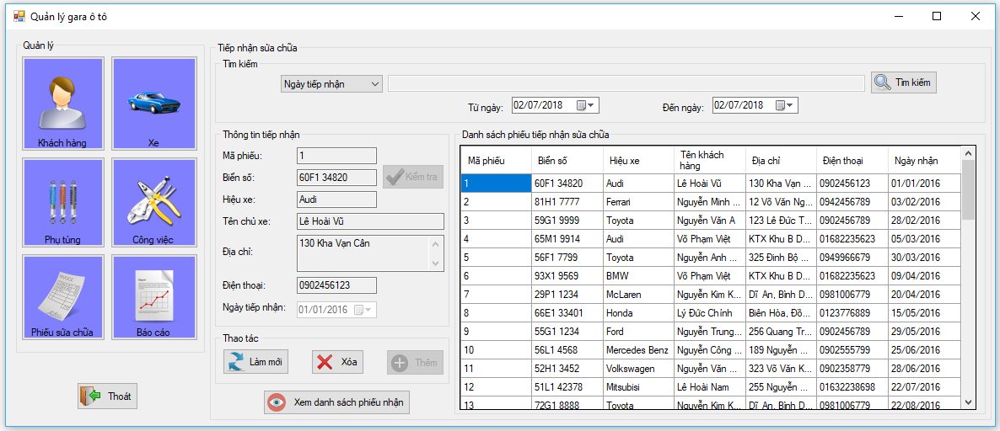 Quản lý gara ô tô
Quản lý
Khách hàng
Xe
Phụ tùng
Công việc
Phiếu sửa chữa
Báo cáo
Thoát
Tiếp nhận sửa chữa
Tìm kiếm
Ngày tiếp nhận
Tìm kiếm
Từ ngày: 02/07/2018 Đến ngày: 02/07/2018
Thông tin tiếp nhận
Mã phiếu: 1
Biển số: 60F1 34820 Kiểm tra
Hiệu xe: Audi
Tên chủ xe: Lê Hoài Vũ
Địa chỉ: 130 Kha Vạn Cân
Điện thoại: 0902456123
Ngày tiếp nhận: 01/01/2016
Thao tác
Làm mới Xóa Thêm
Xem danh sách phiếu nhận
Danh sách phiếu tiếp nhận sửa chữa
Mã phiếu Biển số Hiệu xe Tên khách hàng Địa chỉ Điện thoại Ngày nhận
1 60F1 34820 Audi Lê Hoài Vũ 130 Kha Vạn ... 0902456123 01/01/2016
2 81H1 7777 Ferrari Nguyễn Minh ... 12 Võ Văn Ng... 0942456789 03/02/2016
3 59G1 9999 Toyota Nguyễn Văn A 123 Lê Đức T... 0902456789 28/02/2016
4 65M1 9914 Audi Võ Phạm Việt KTX Khu B D... 01682235623 05/03/2016
5 56F1 7799 Toyota Nguyễn Anh ... 325 Đinh Bộ ... 0949966679 30/03/2016
6 93X1 9569 BMW Võ Phạm Việt KTX Khu B D... 01682235623 09/04/2016
7 29P1 1234 McLaren Nguyễn Kim K... Dĩ An, Bình D... 0981006779 20/04/2016
8 66E1 33401 Honda Lý Đức Chính Biên Hòa, Đồ... 0123776889 15/05/2016
9 55G1 1234 Ford Nguyễn Trung... 256 Quang Tr... 0902456789 29/05/2016
10 56L1 4568 Mercedes Benz Nguyễn Công ... 189 Nguyễn ... 0902555799 25/06/2016
11 52H1 3452 Volkswagen Nguyễn Văn ... 323 Võ Văn K... 0902358779 28/06/2016
12 51L1 42378 Mitsubisi Lê Hoài Nam 255 Nguyễn ... 01632238698 22/07/2016
13 72G1 8888 Toyota Nguyễn Kim K... Dĩ An, Bình D... 0981006779 22/08/2016